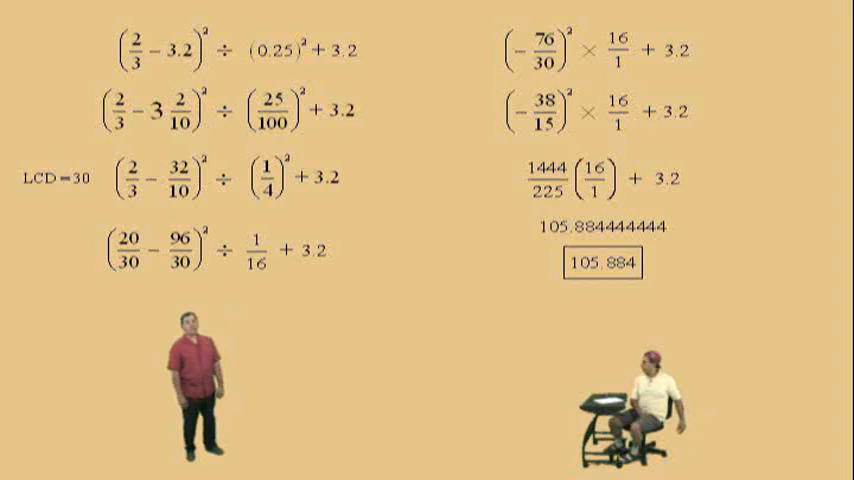 (2/3 − 3.2)² ÷ (0.25)² + 3.2
(2/3 − 3 2/10)² ÷ (25/100)² + 3.2
LCD=30 (2/3 − 32/10)² ÷ (1/4)² + 3.2
(20/30 − 96/30)² ÷ 1/16 + 3.2
(− 76/30)² × 16/1 + 3.2
(− 38/15)² × 16/1 + 3.2
1444/225 (16/1) + 3.2
105.884444444
105.884